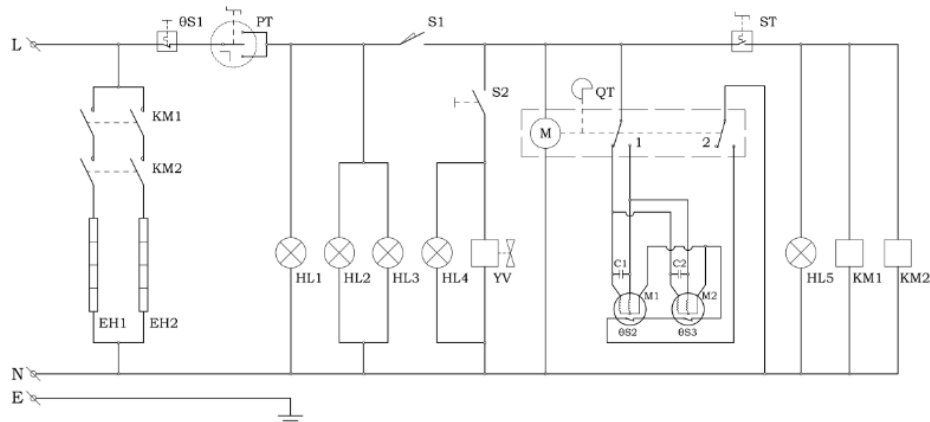 θS1
PT
S1
ST
L
S2
QT
KM1
M
1
2
KM2
C1
C2
HL1
HL2
HL3
HL4
YV
HL5
KM1
KM2
M1
M2
EH1
EH2
θS2
θS3
N
E